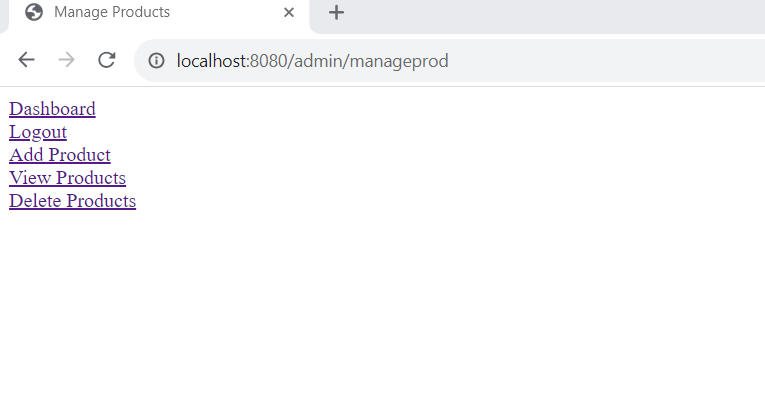 Manage Products
localhost:8080/admin/manageprod
Dashboard
Logout
Add Product
View Products
Delete Products